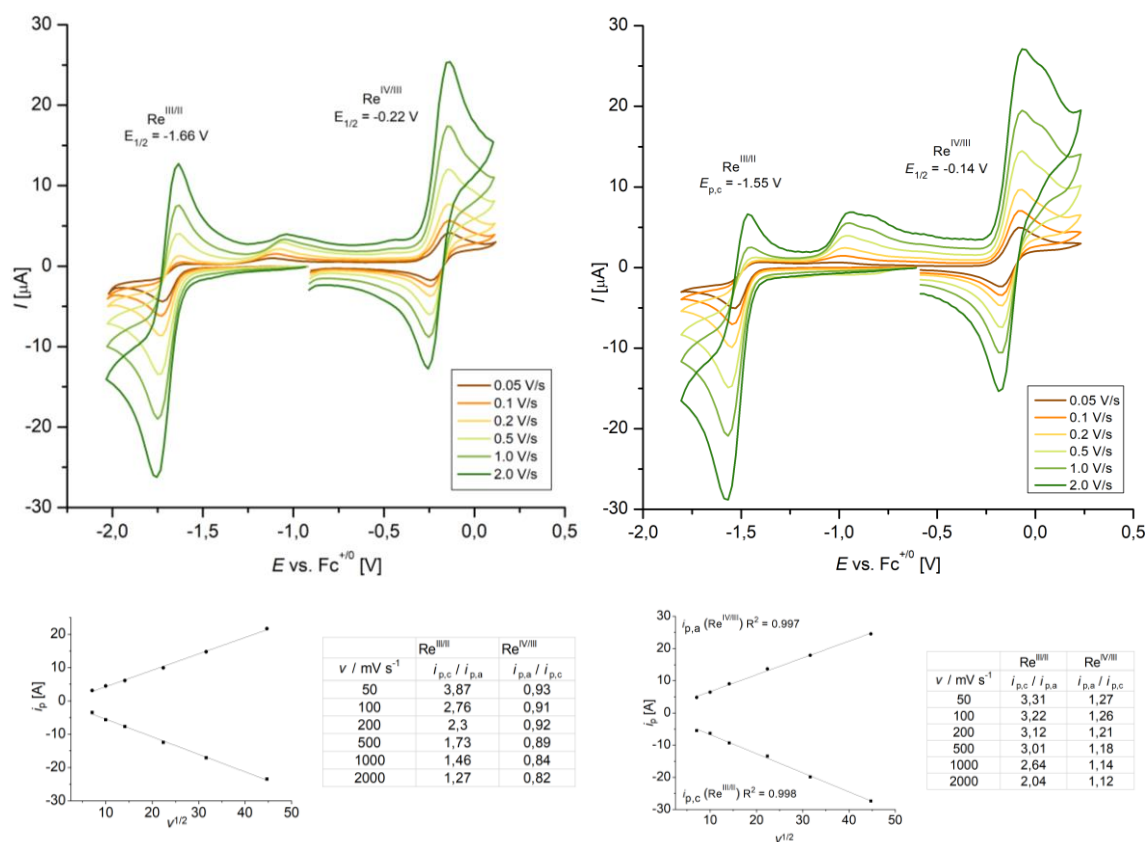 30
20
10
0
-10
-20
-30
I [µA]
Re^III/II
E1/2 = -1.66 V
Re^IV/III
E1/2 = -0.22 V
0.05 V/s
0.1 V/s
0.2 V/s
0.5 V/s
1.0 V/s
2.0 V/s
-2,0 -1,5 -1,0 -0,5 0,0 0,5
E vs. Fc^+/0 [V]
30
20
10
0
-10
-20
-30
I [µA]
Re^III/II
Ep,c = -1.55 V
Re^IV/III
E1/2 = -0.14 V
0.05 V/s
0.1 V/s
0.2 V/s
0.5 V/s
1.0 V/s
2.0 V/s
-2,0 -1,5 -1,0 -0,5 0,0 0,5
E vs. Fc^+/0 [V]
20
10
0
-10
-20
ip [A]
0 10 20 30 40 50
v^1/2
Re^III/II Re^IV/III
v / mV s^-1 ip,c / ip,a ip,a / ip,c
50 3,87 0,93
100 2,76 0,91
200 2,3 0,92
500 1,73 0,89
1000 1,46 0,84
2000 1,27 0,82
30
20
10
0
-10
-20
-30
ip [A]
ip,a (Re^IV/III) R^2 = 0.997
ip,c (Re^III/II) R^2 = 0.998
0 10 20 30 40 50
v^1/2
Re^III/II Re^IV/III
v / mV s^-1 ip,c / ip,a ip,a / ip,c
50 3,31 1,27
100 3,22 1,26
200 3,12 1,21
500 3,01 1,18
1000 2,64 1,14
2000 2,04 1,12